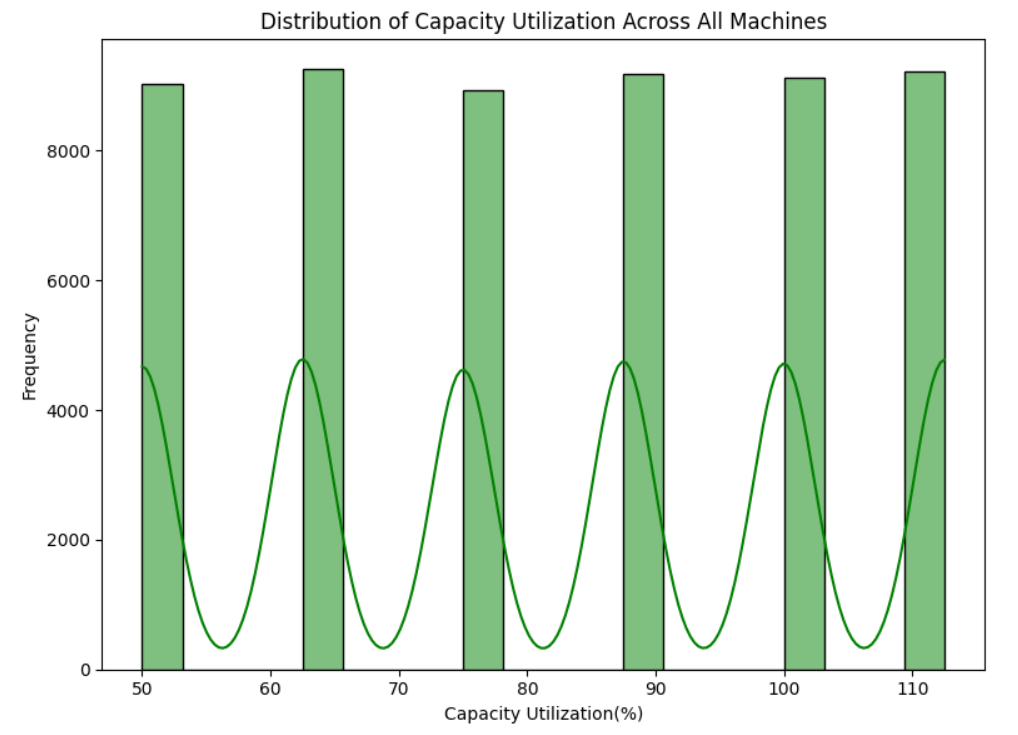 Distribution of Capacity Utilization Across All Machines
Frequency
8000
6000
4000
2000
0
50 60 70 80 90 100 110
Capacity Utilization(%)